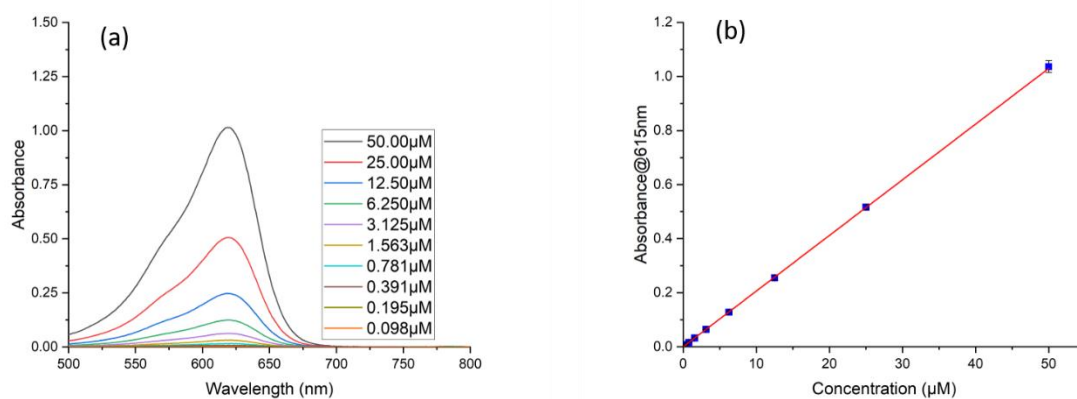 (a)
1.50
1.25
1.00
0.75
0.50
0.25
0.00
Absorbance
500 550 600 650 700 750 800
Wavelength (nm)
50.00µM
25.00µM
12.50µM
6.250µM
3.125µM
1.563µM
0.781µM
0.391µM
0.195µM
0.098µM
(b)
1.2
1.0
0.8
0.6
0.4
0.2
0.0
Absorbance@615nm
0 10 20 30 40 50
Concentration (µM)